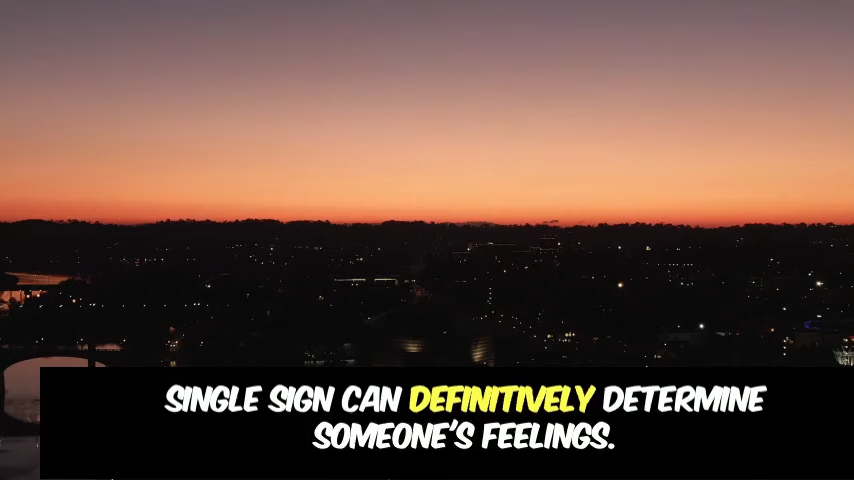 SINGLE SIGN CAN DEFINITIVELY DETERMINE
SOMEONE'S FEELINGS.